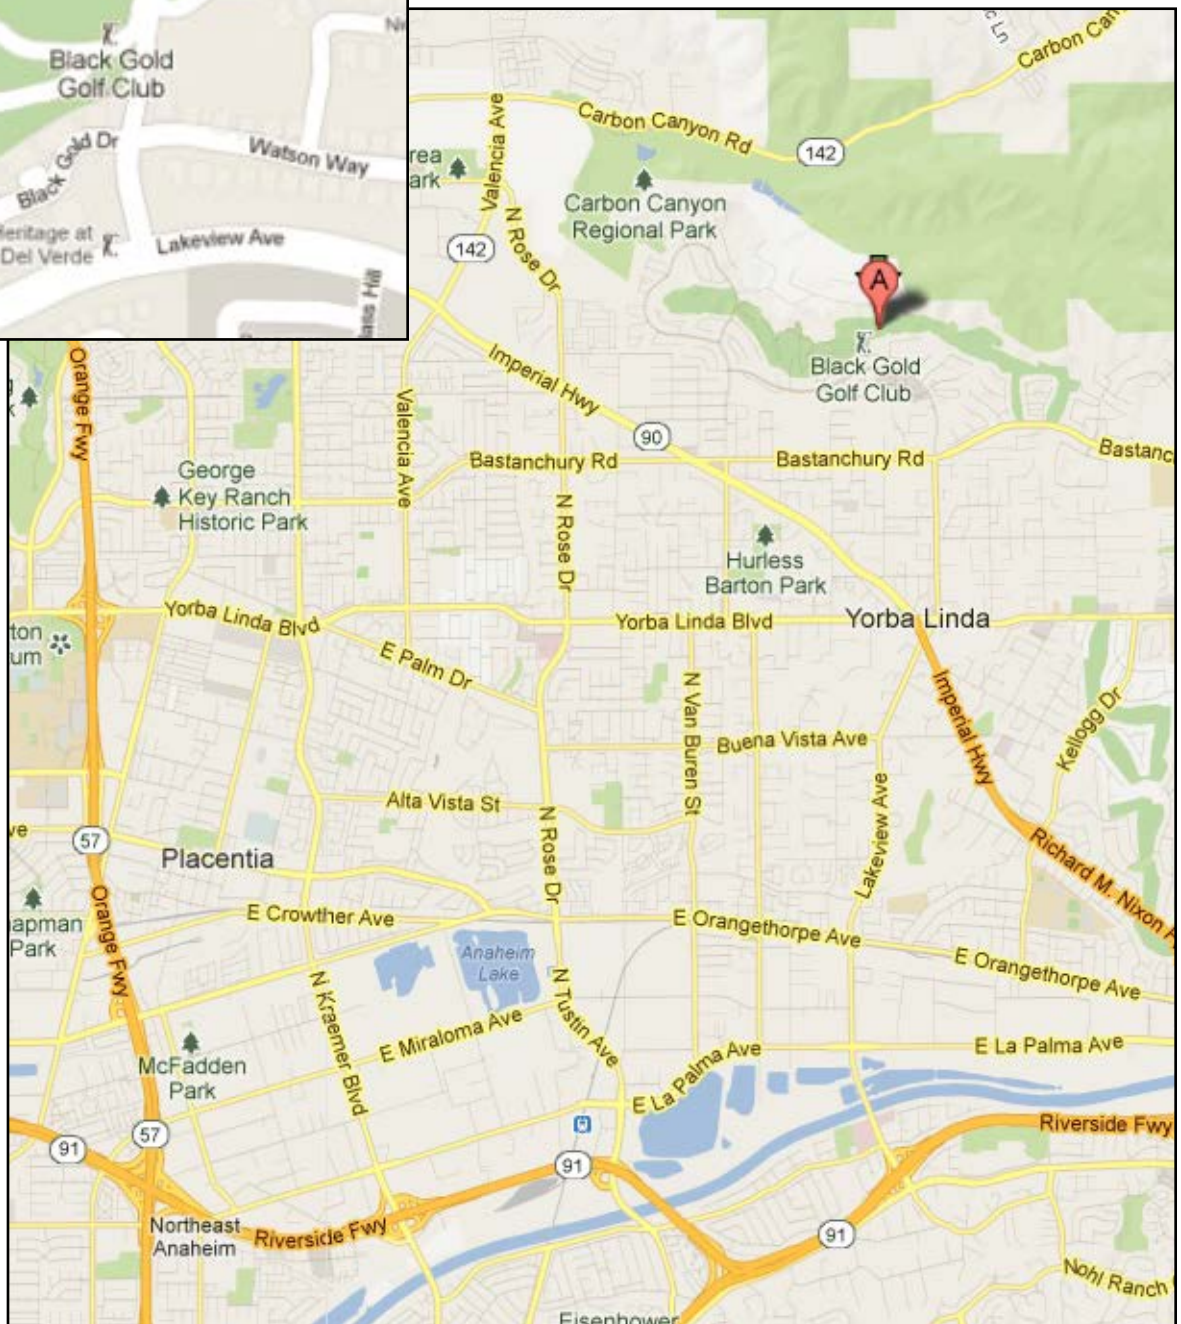 Black Gold
Golf Club
Black Gold Dr
Watson Way
Lakeview Ave
Heritage at
Del Verde
Carbon Canyon Rd
142
Valencia Ave
N Rose Dr
142
Carbon Canyon
Regional Park
A
Black Gold
Golf Club
Orange Fwy
Imperial Hwy
90
Valencia Ave
Bastanchury Rd
Bastanchury Rd
George
Key Ranch
Historic Park
N Rose Dr
Hurless
Barton Park
Yorba Linda Blvd
Yorba Linda Blvd
Yorba Linda
E Palm Dr
N Van Buren St
Imperial Hwy
Kellogg Dr
Buena Vista Ave
Alta Vista St
Lakeview Ave
57
Placentia
N Rose Dr
Richard M. Nixon
Orange Fwy
E Crowther Ave
E Orangethorpe Ave
Park
Anaheim
Lake
E Orangethorpe Ave
N Kraemer Blvd
N Tustin Ave
E Miraloma Ave
McFadden
Park
E La Palma Ave
E La Palma Ave
57
91
Riverside Fwy
91
Northeast
Anaheim
Riverside Fwy
91
Nohl Ranch
Eisenhower